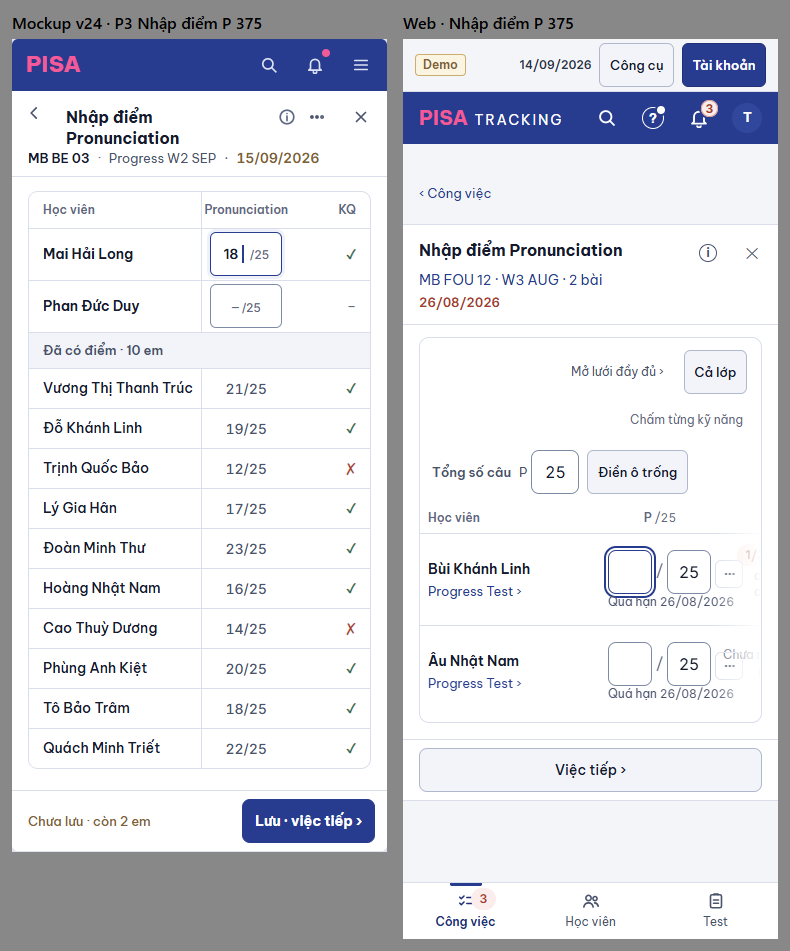 Mockup v24 · P3 Nhập điểm P 375
PISA
Nhập điểm
Pronunciation
MB BE 03 · Progress W2 SEP · 15/09/2026
Học viên Pronunciation KQ
Mai Hải Long 18 /25 ✓
Phan Đức Duy – /25 –
Đã có điểm · 10 em
Vương Thị Thanh Trúc 21/25 ✓
Đỗ Khánh Linh 19/25 ✓
Trịnh Quốc Bảo 12/25 ✗
Lý Gia Hân 17/25 ✓
Đoàn Minh Thư 23/25 ✓
Hoàng Nhật Nam 16/25 ✓
Cao Thuỳ Dương 14/25 ✗
Phùng Anh Kiệt 20/25 ✓
Tô Bảo Trâm 18/25 ✓
Quách Minh Triết 22/25 ✓
Chưa lưu · còn 2 em Lưu · việc tiếp ›
Web · Nhập điểm P 375
Demo 14/09/2026 Công cụ Tài khoản
PISA TRACKING ? 3 T
‹ Công việc
Nhập điểm Pronunciation
MB FOU 12 · W3 AUG · 2 bài
26/08/2026
Mở lưới đầy đủ › Cả lớp
Chấm từng kỹ năng
Tổng số câu P 25 Điền ô trống
Học viên P /25
Bùi Khánh Linh / 25 ... 1/
Progress Test › Quá hạn 26/08/2026
Âu Nhật Nam / 25 ... Chưa
Progress Test › Quá hạn 26/08/2026
Việc tiếp ›
3
Công việc Học viên Test